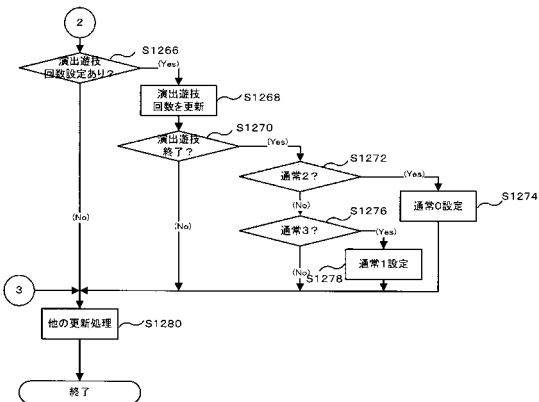 2
S1266
演出遊技
回数設定あり?
(Yes)
演出遊技
回数を更新
S1268
S1270
演出遊技
終了?
(Yes)
S1272
通常2?
(Yes)
S1274
通常0設定
(No)
(No)
(No)
S1276
通常3?
(Yes)
通常1設定
(No)
S1278
3
他の更新処理
S1280
終了